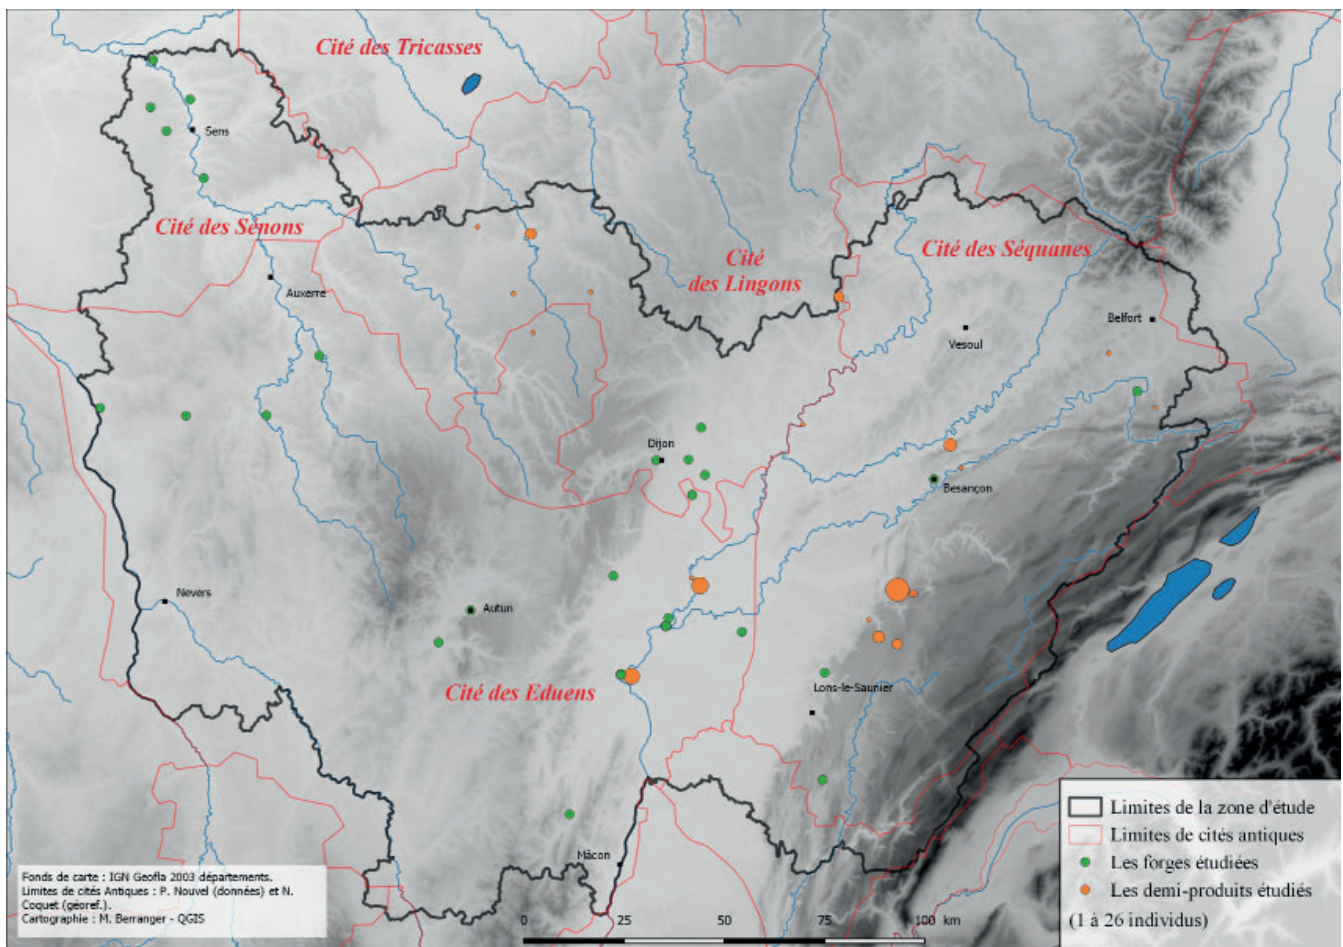 Cité des Tricasses
Sens
Cité des Sénons
Cité des Séquanes
Cité
des Lingons
Auxerre
Belfort
Vesoul
Dijon
Besançon
Nevers
Autun
Cité des Eduens
Lons-le-Saunier
Mâcon
Limites de la zone d'étude
Limites de cités antiques
Les forges étudiées
Les demi-produits étudiés
(1 à 26 individus)
Fonds de carte : IGN Geofla 2003 départements.
Limites de cités Antiques : P. Nouvel (données) et N.
Coquet (géoref.).
Cartographie : M. Berranger - QGIS
0 25 50 75 100 km